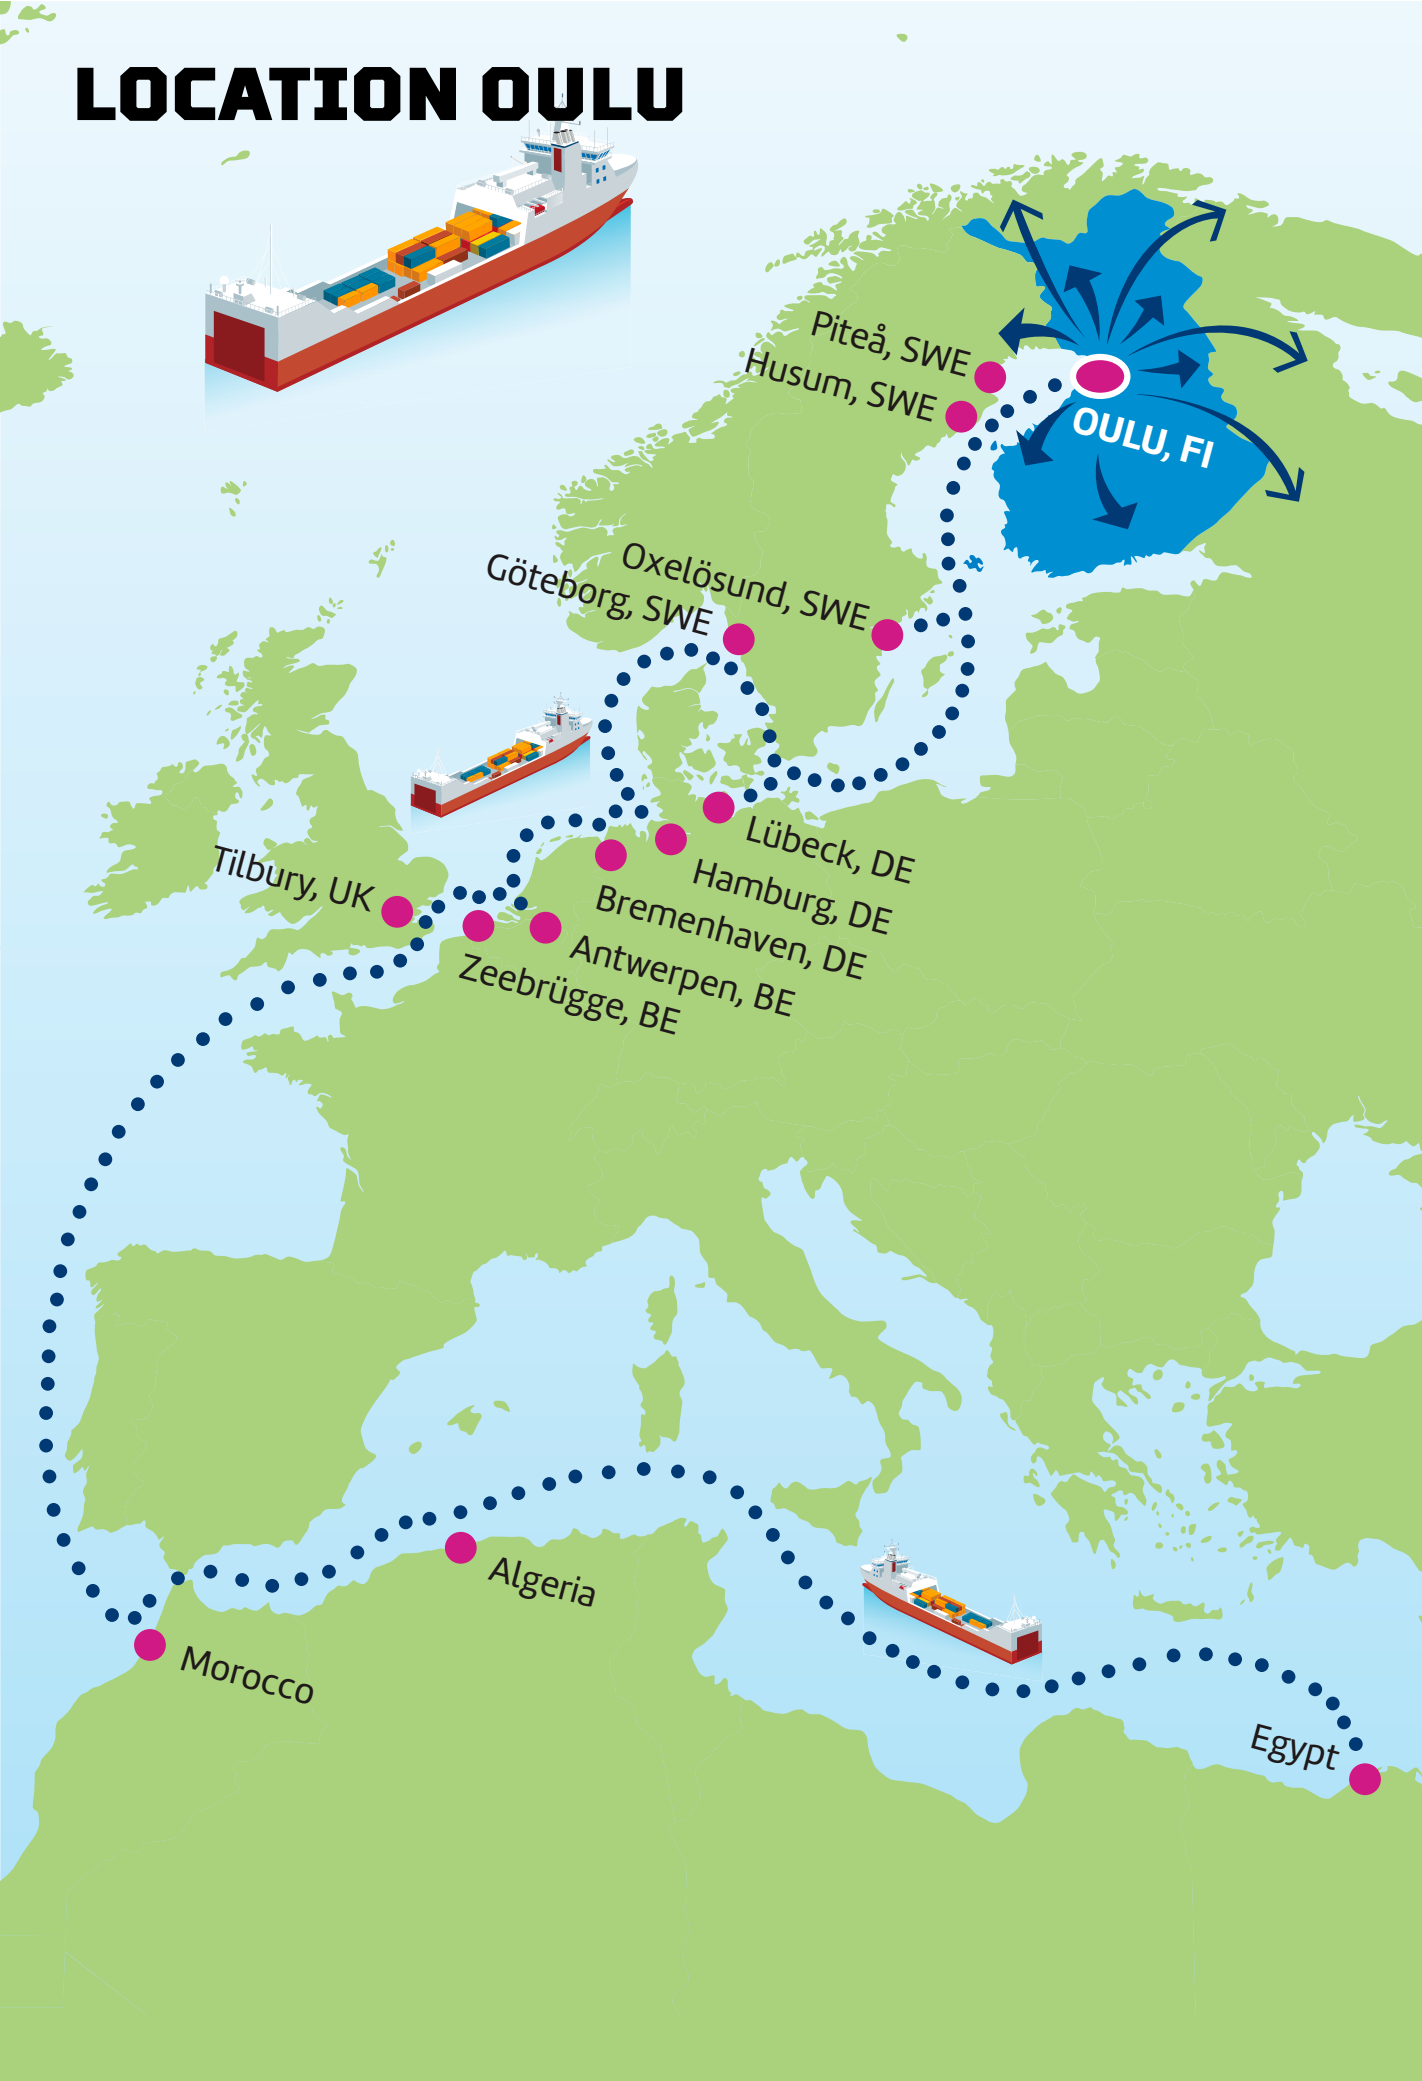 LOCATION OULU
Piteå, SWE
Husum, SWE
OULU, FI
Oxelösund, SWE
Göteborg, SWE
Lübeck, DE
Hamburg, DE
Tilbury, UK
Bremenhaven, DE
Antwerpen, BE
Zeebrügge, BE
Algeria
Morocco
Egypt